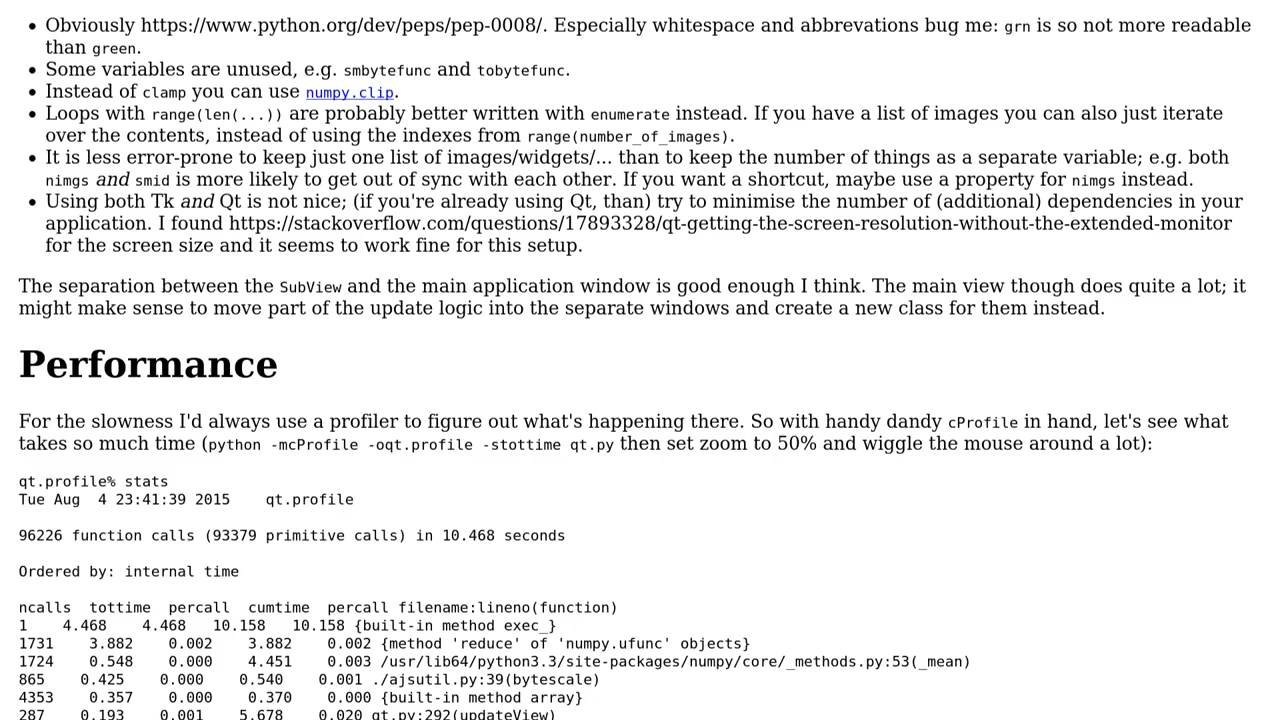 • Obviously https://www.python.org/dev/peps/pep-0008/. Especially whitespace and abbrevations bug me: grn is so not more readable
than green.
• Some variables are unused, e.g. smbytefunc and tobytefunc.
• Instead of clamp you can use numpy.clip.
• Loops with range(len(...)) are probably better written with enumerate instead. If you have a list of images you can also just iterate
over the contents, instead of using the indexes from range(number_of_images).
• It is less error-prone to keep just one list of images/widgets/... than to keep the number of things as a separate variable; e.g. both
nimgs and smid is more likely to get out of sync with each other. If you want a shortcut, maybe use a property for nimgs instead.
• Using both Tk and Qt is not nice; (if you're already using Qt, than) try to minimise the number of (additional) dependencies in your
application. I found https://stackoverflow.com/questions/17893328/qt-getting-the-screen-resolution-without-the-extended-monitor
for the screen size and it seems to work fine for this setup.
The separation between the SubView and the main application window is good enough I think. The main view though does quite a lot; it
might make sense to move part of the update logic into the separate windows and create a new class for them instead.
Performance
For the slowness I'd always use a profiler to figure out what's happening there. So with handy dandy cProfile in hand, let's see what
takes so much time (python -mcProfile -oqt.profile -stottime qt.py then set zoom to 50% and wiggle the mouse around a lot):
qt.profile% stats
Tue Aug  4 23:41:39 2015    qt.profile
96226 function calls (93379 primitive calls) in 10.468 seconds
Ordered by: internal time
ncalls  tottime  percall  cumtime  percall filename:lineno(function)
1    4.468    4.468   10.158   10.158 {built-in method exec_}
1731    3.882    0.002    3.882    0.002 {method 'reduce' of 'numpy.ufunc' objects}
1724    0.548    0.000    4.451    0.003 /usr/lib64/python3.3/site-packages/numpy/core/_methods.py:53(_mean)
865    0.425    0.000    0.540    0.001 ./ajsutil.py:39(bytescale)
4353    0.357    0.000    0.370    0.000 {built-in method array}
287    0.193    0.001    5.678    0.020 qt.py:292(updateView)